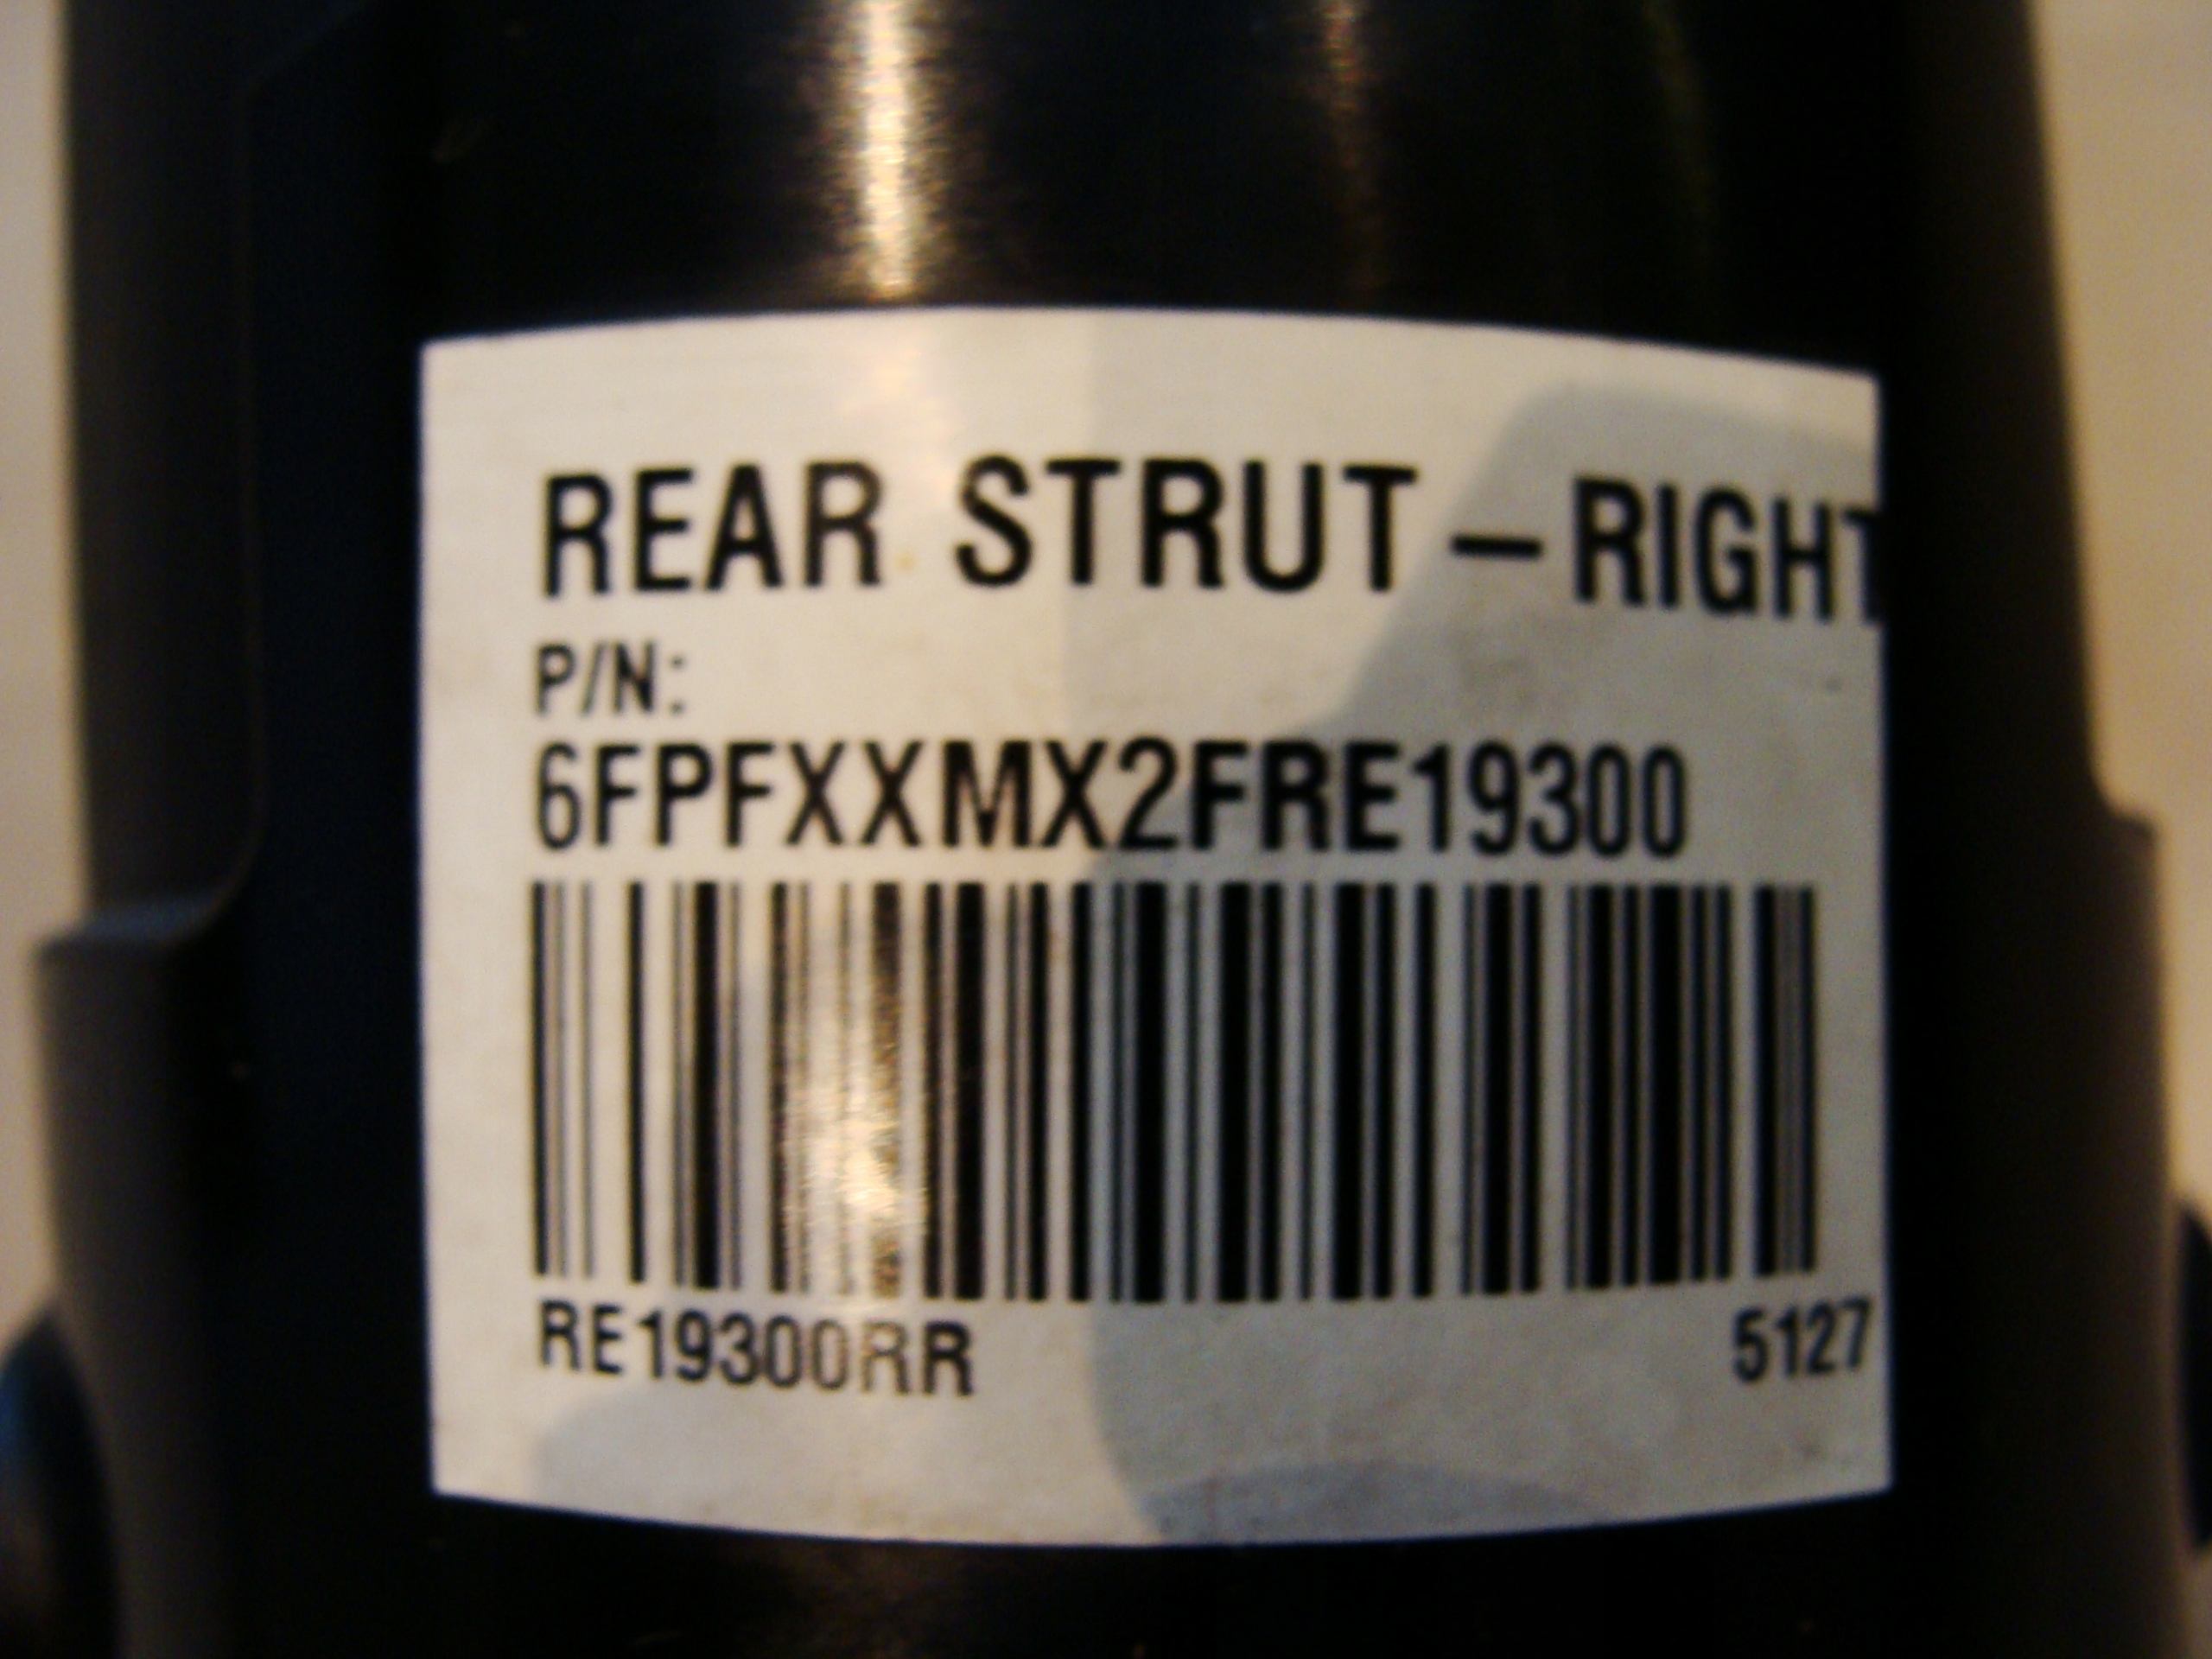 REAR STRUT – RIGHT
P/N:
6FPFXXMX2FRE19300
RE19300RR 5127